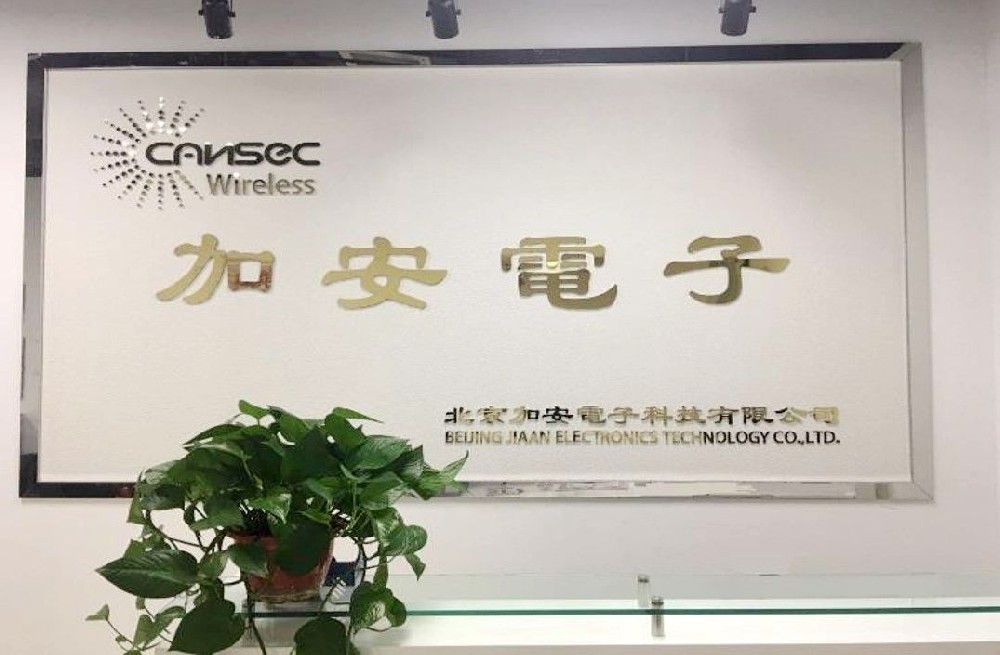 CANSEC
Wireless
加安電子
北京加安電子科技有限公司
BEIJING JIAAN ELECTRONICS TECHNOLOGY CO.,LTD.